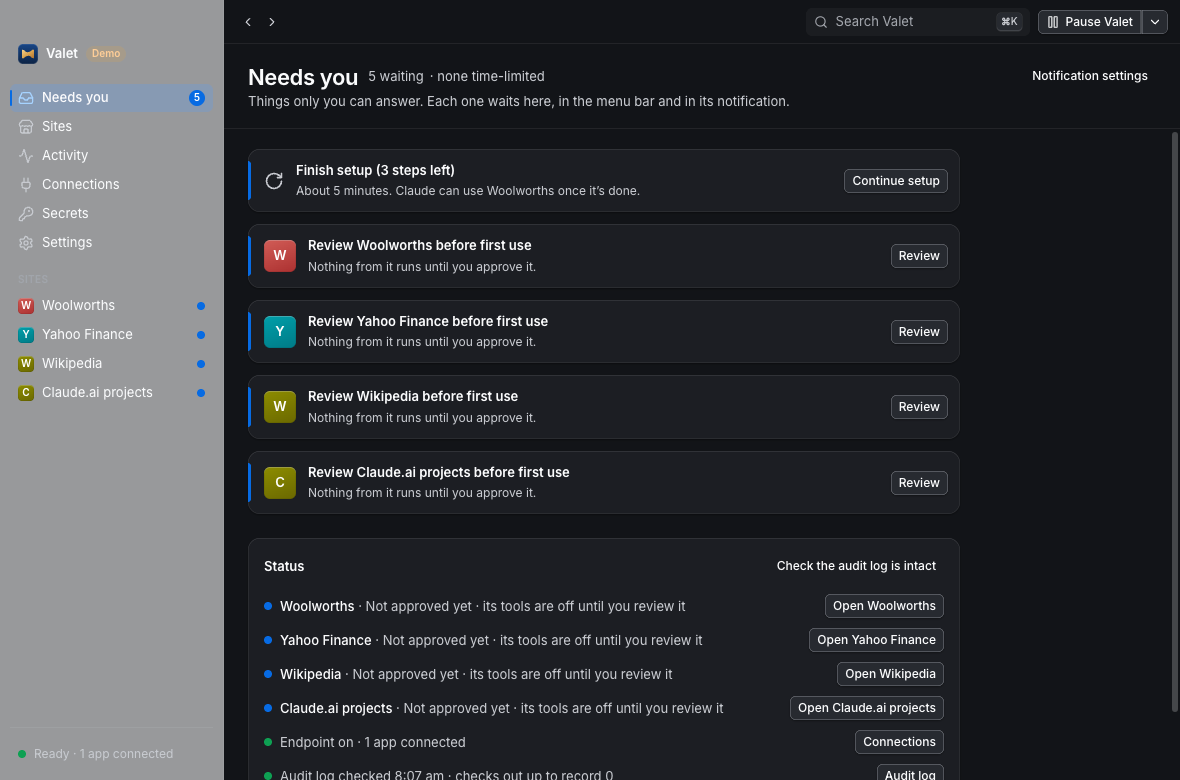 Search Valet
⌘K
Pause Valet
Valet
Demo
Needs you
5
Sites
Activity
Connections
Secrets
Settings
SITES
W Woolworths
Y Yahoo Finance
W Wikipedia
C Claude.ai projects
Ready · 1 app connected
Needs you 5 waiting · none time-limited
Notification settings
Things only you can answer. Each one waits here, in the menu bar and in its notification.
Finish setup (3 steps left)
About 5 minutes. Claude can use Woolworths once it’s done.
Continue setup
W
Review Woolworths before first use
Nothing from it runs until you approve it.
Review
Y
Review Yahoo Finance before first use
Nothing from it runs until you approve it.
Review
W
Review Wikipedia before first use
Nothing from it runs until you approve it.
Review
C
Review Claude.ai projects before first use
Nothing from it runs until you approve it.
Review
Status
Check the audit log is intact
Woolworths · Not approved yet · its tools are off until you review it
Open Woolworths
Yahoo Finance · Not approved yet · its tools are off until you review it
Open Yahoo Finance
Wikipedia · Not approved yet · its tools are off until you review it
Open Wikipedia
Claude.ai projects · Not approved yet · its tools are off until you review it
Open Claude.ai projects
Endpoint on · 1 app connected
Connections
Audit log checked 8:07 am · checks out up to record 0
Audit log